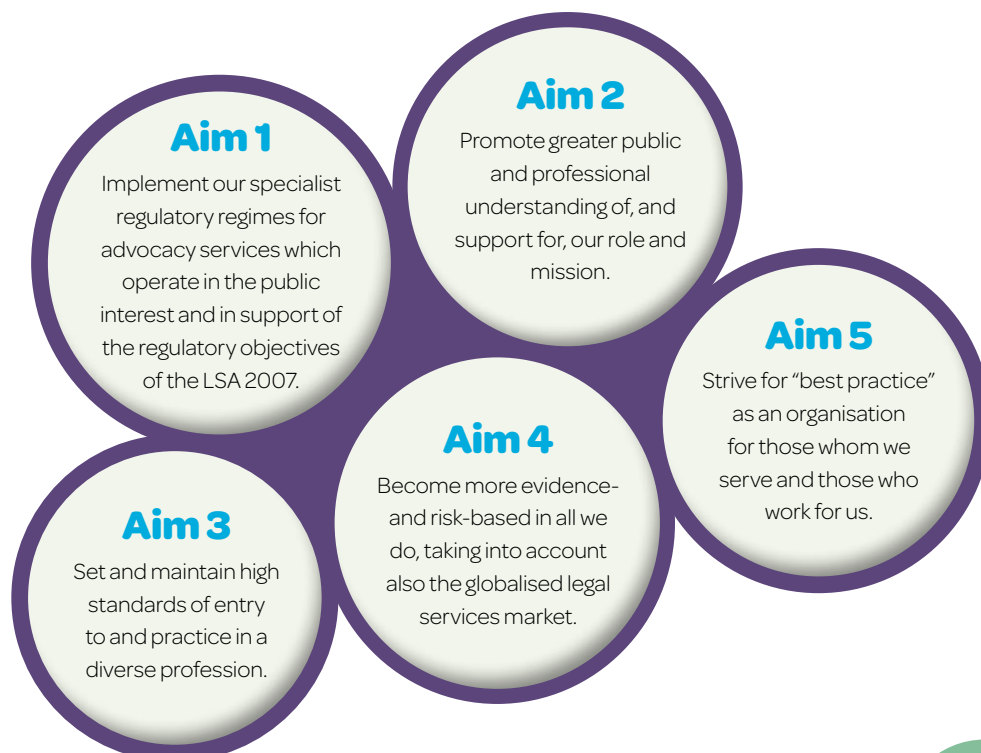 Aim 1
Implement our specialist
regulatory regimes for
advocacy services which
operate in the public
interest and in support of
the regulatory objectives
of the LSA 2007.
Aim 2
Promote greater public
and professional
understanding of, and
support for, our role and
mission.
Aim 3
Set and maintain high
standards of entry
to and practice in a
diverse profession.
Aim 4
Become more evidence-
and risk-based in all we
do, taking into account
also the globalised legal
services market.
Aim 5
Strive for “best practice”
as an organisation
for those whom we
serve and those who
work for us.